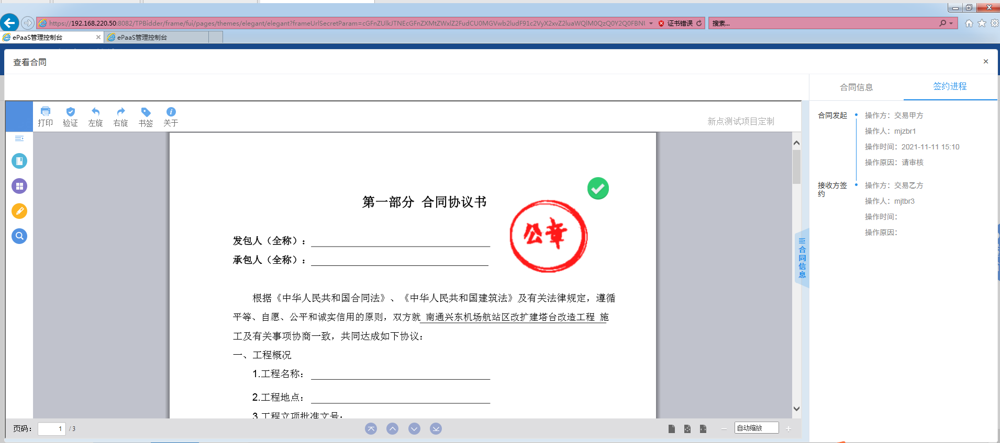 https://192.168.220.50:8082/TPBidder/frame/fui/pages/themes/elegant/elegant?frameUrlSecretParam=
证书错误
搜索...
ePaaS管理控制台
ePaaS管理控制台
查看合同
合同信息
签约进程
打印
验证
左旋
右旋
书签
关于
新点测试项目定制
第一部分 合同协议书
公章
发包人（全称）：
承包人（全称）：
根据《中华人民共和国合同法》、《中华人民共和国建筑法》及有关法律规定，遵循
平等、自愿、公平和诚实信用的原则，双方就 南通兴东机场航站区改扩建塔台改造工程 施
工及有关事项协商一致，共同达成如下协议：
一、工程概况
1.工程名称：
2.工程地点：
3.工程立项批准文号：
合同信息
合同发起
操作方：交易甲方
操作人：mjzbr1
操作时间：2021-11-11 15:10
操作原因：请审核
接收方签
约
操作方：交易乙方
操作人：mjtbr3
操作时间：
操作原因：
页码：
1
/ 3
自动缩放